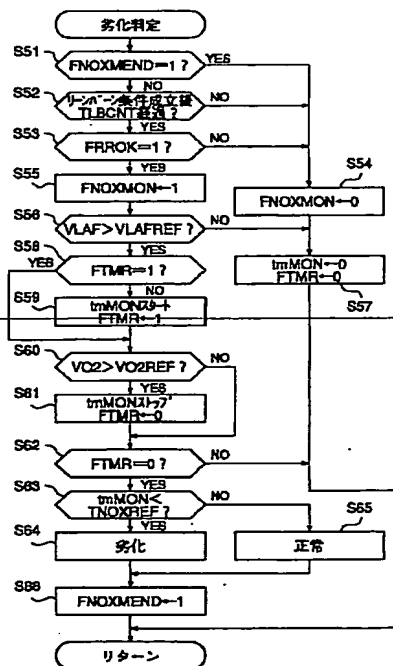 劣化判定
S51
FNOXMEND=1?
YES
NO
S52
リーンバーン条件成立後
TLBCNT経過?
NO
YES
S53
FRROK=1?
NO
YES
S55
FNOXMON←1
S54
FNOXMON←0
S56
VLAF>VLAFREF?
NO
YES
S58
YES
FTMR=1?
NO
tmMON←0
FTMR←0
S57
S59
tmMONスタート
FTMR←1
S60
VO2>VO2REF?
NO
YES
S61
tmMONストップ
FTMR←0
S62
FTMR=0?
NO
YES
S63
tmMON<
TNOXREF?
NO
YES
S64
劣化
S65
正常
S66
FNOXMEND←1
リターン